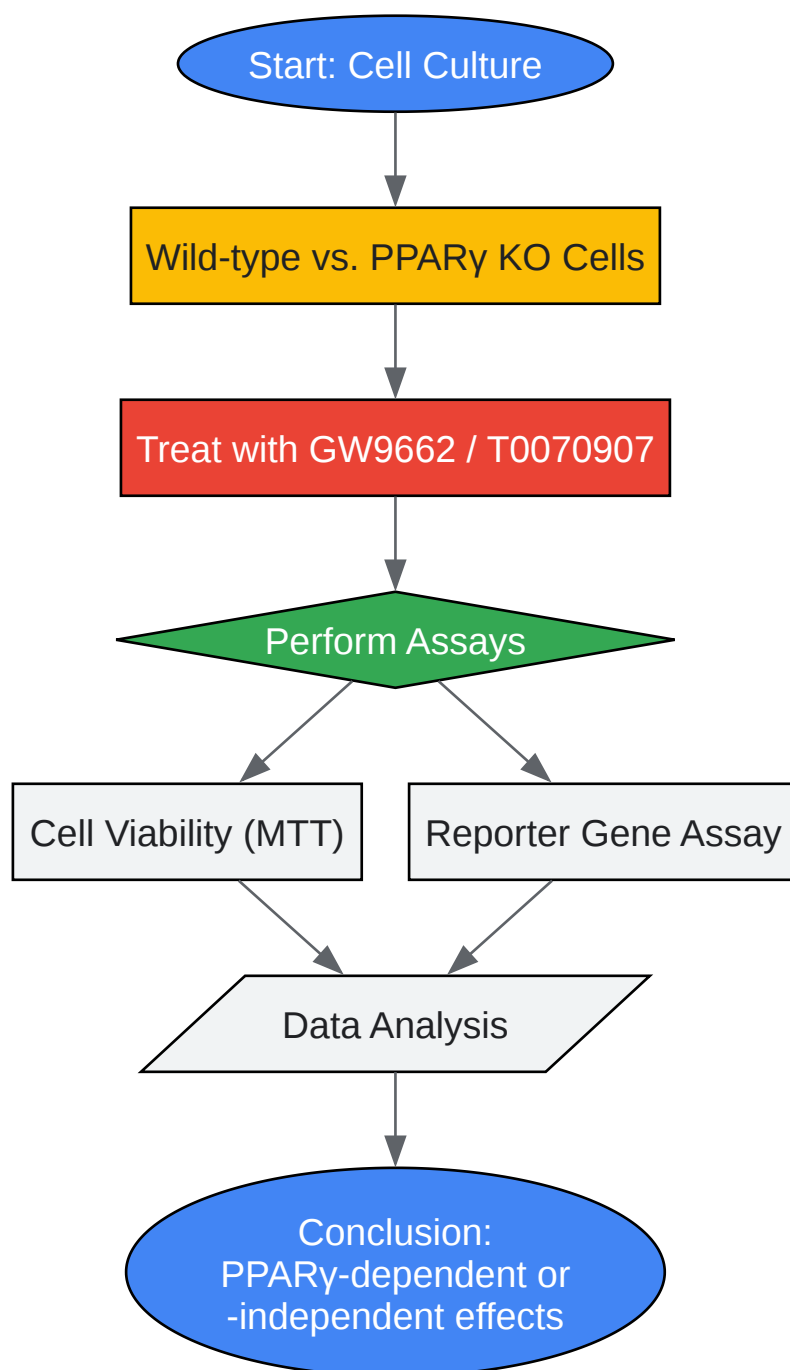 Start: Cell Culture
Wild-type vs. PPARγ KO Cells
Treat with GW9662 / T0070907
Perform Assays
Cell Viability (MTT)
Reporter Gene Assay
Data Analysis
Conclusion:
PPARγ-dependent or
-independent effects